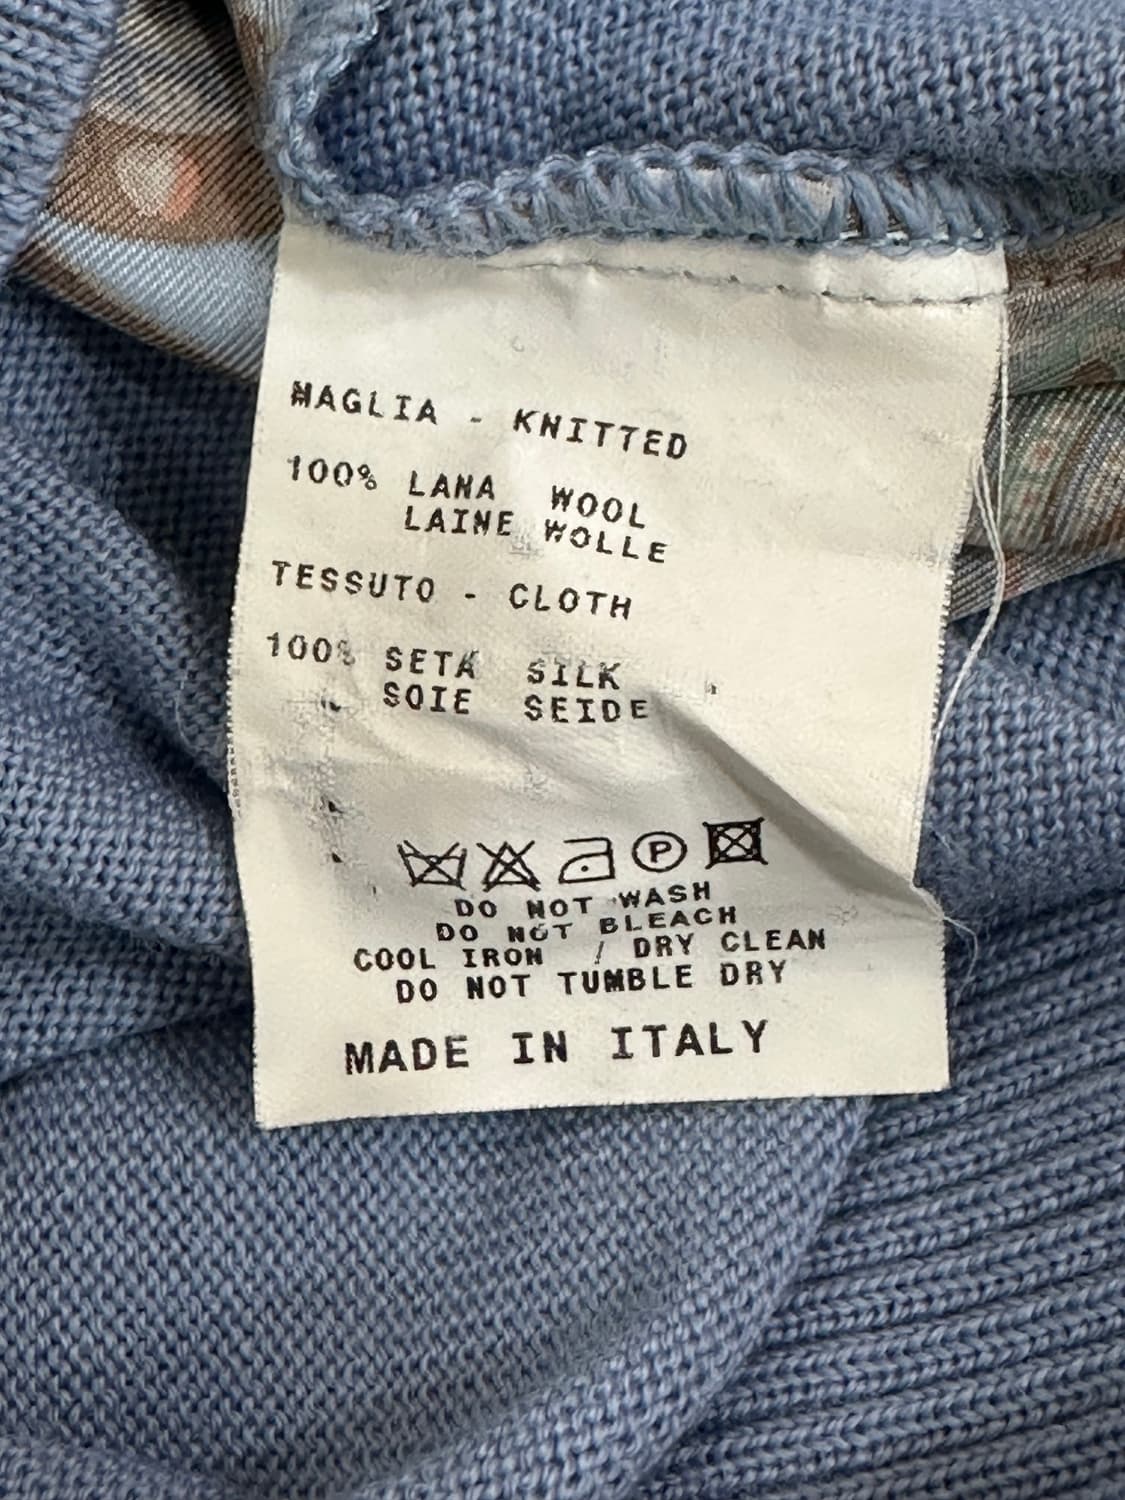 MAGLIA - KNITTED
100% LANA WOOL
LAINE WOLLE
TESSUTO - CLOTH
100% SETA SILK
SOIE SEIDE
P
DO NOT WASH
DO NOT BLEACH
COOL IRON / DRY CLEAN
DO NOT TUMBLE DRY
MADE IN ITALY